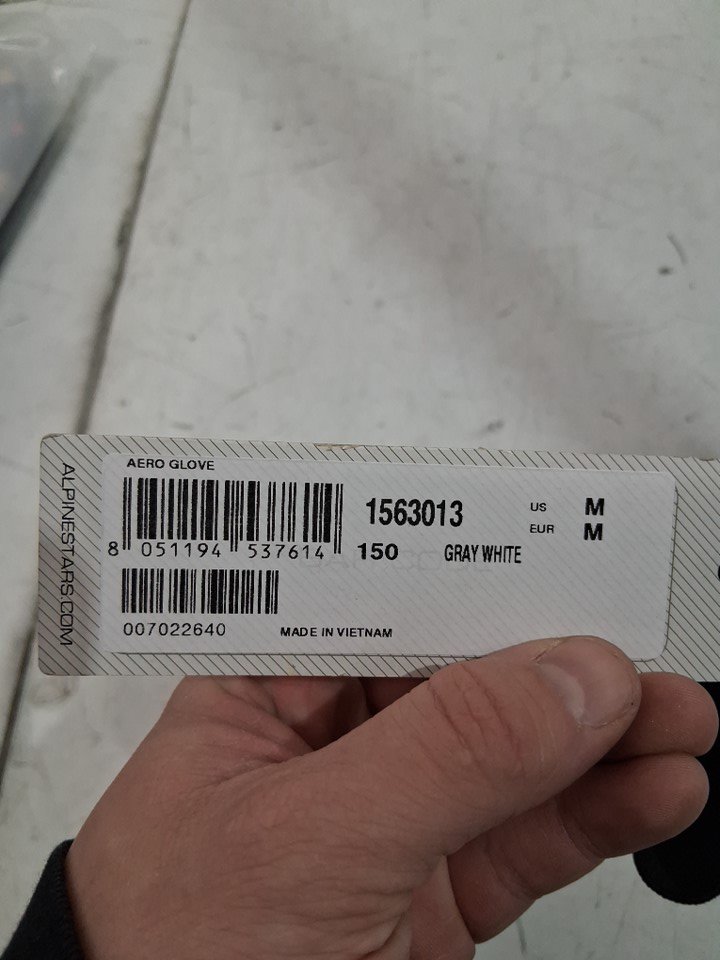 AERO GLOVE
ALPINESTARS.COM
1563013
US M
EUR M
8 051194 537614
150 GRAY WHITE
007022640
MADE IN VIETNAM